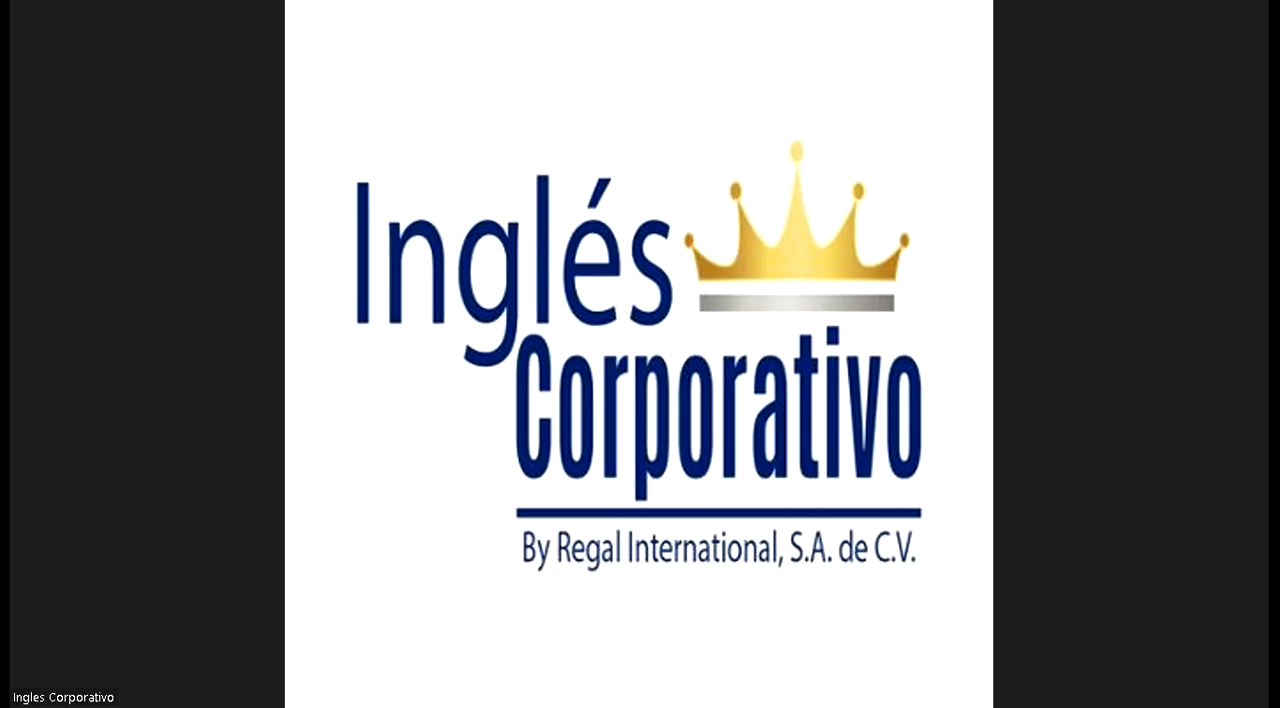 Inglés
Corporativo
By Regal International, S.A. de C.V.
Ingles Corporativo